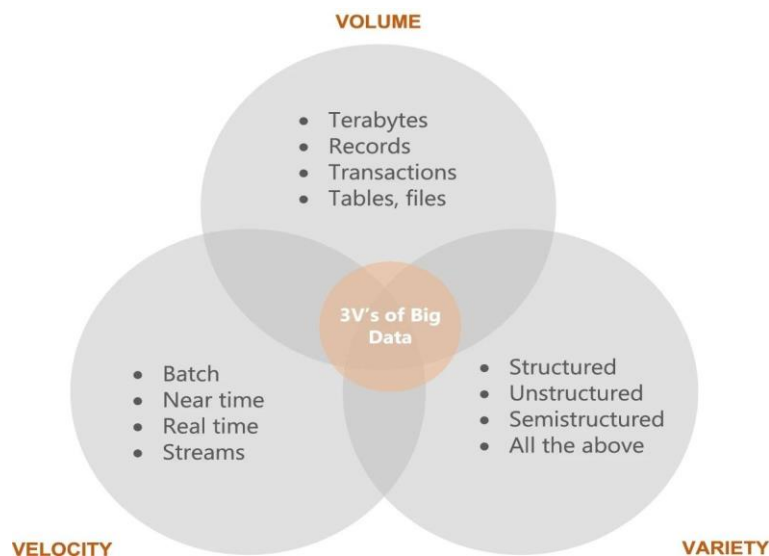 VOLUME
• Terabytes
• Records
• Transactions
• Tables, files
3V's of Big
Data
• Batch
• Near time
• Real time
• Streams
• Structured
• Unstructured
• Semistructured
• All the above
VELOCITY
VARIETY